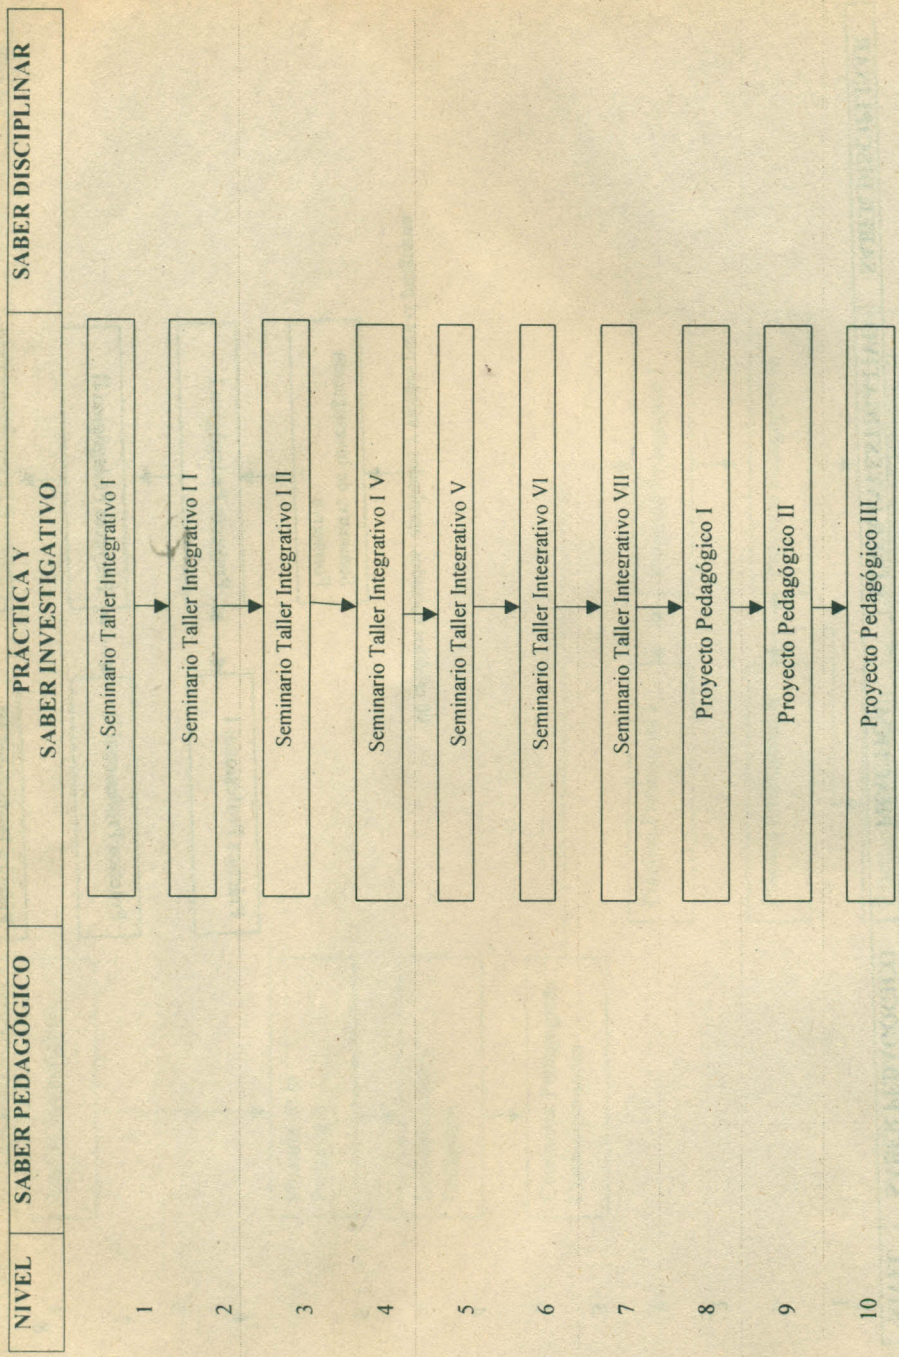 NIVEL
SABER PEDAGÓGICO
PRÁCTICA Y
SABER INVESTIGATIVO
SABER DISCIPLINAR
1
Seminario Taller Integrativo I
2
Seminario Taller Integrativo I I
3
Seminario Taller Integrativo I II
4
Seminario Taller Integrativo I V
5
Seminario Taller Integrativo V
6
Seminario Taller Integrativo VI
7
Seminario Taller Integrativo VII
8
Proyecto Pedagógico I
9
Proyecto Pedagógico II
10
Proyecto Pedagógico III